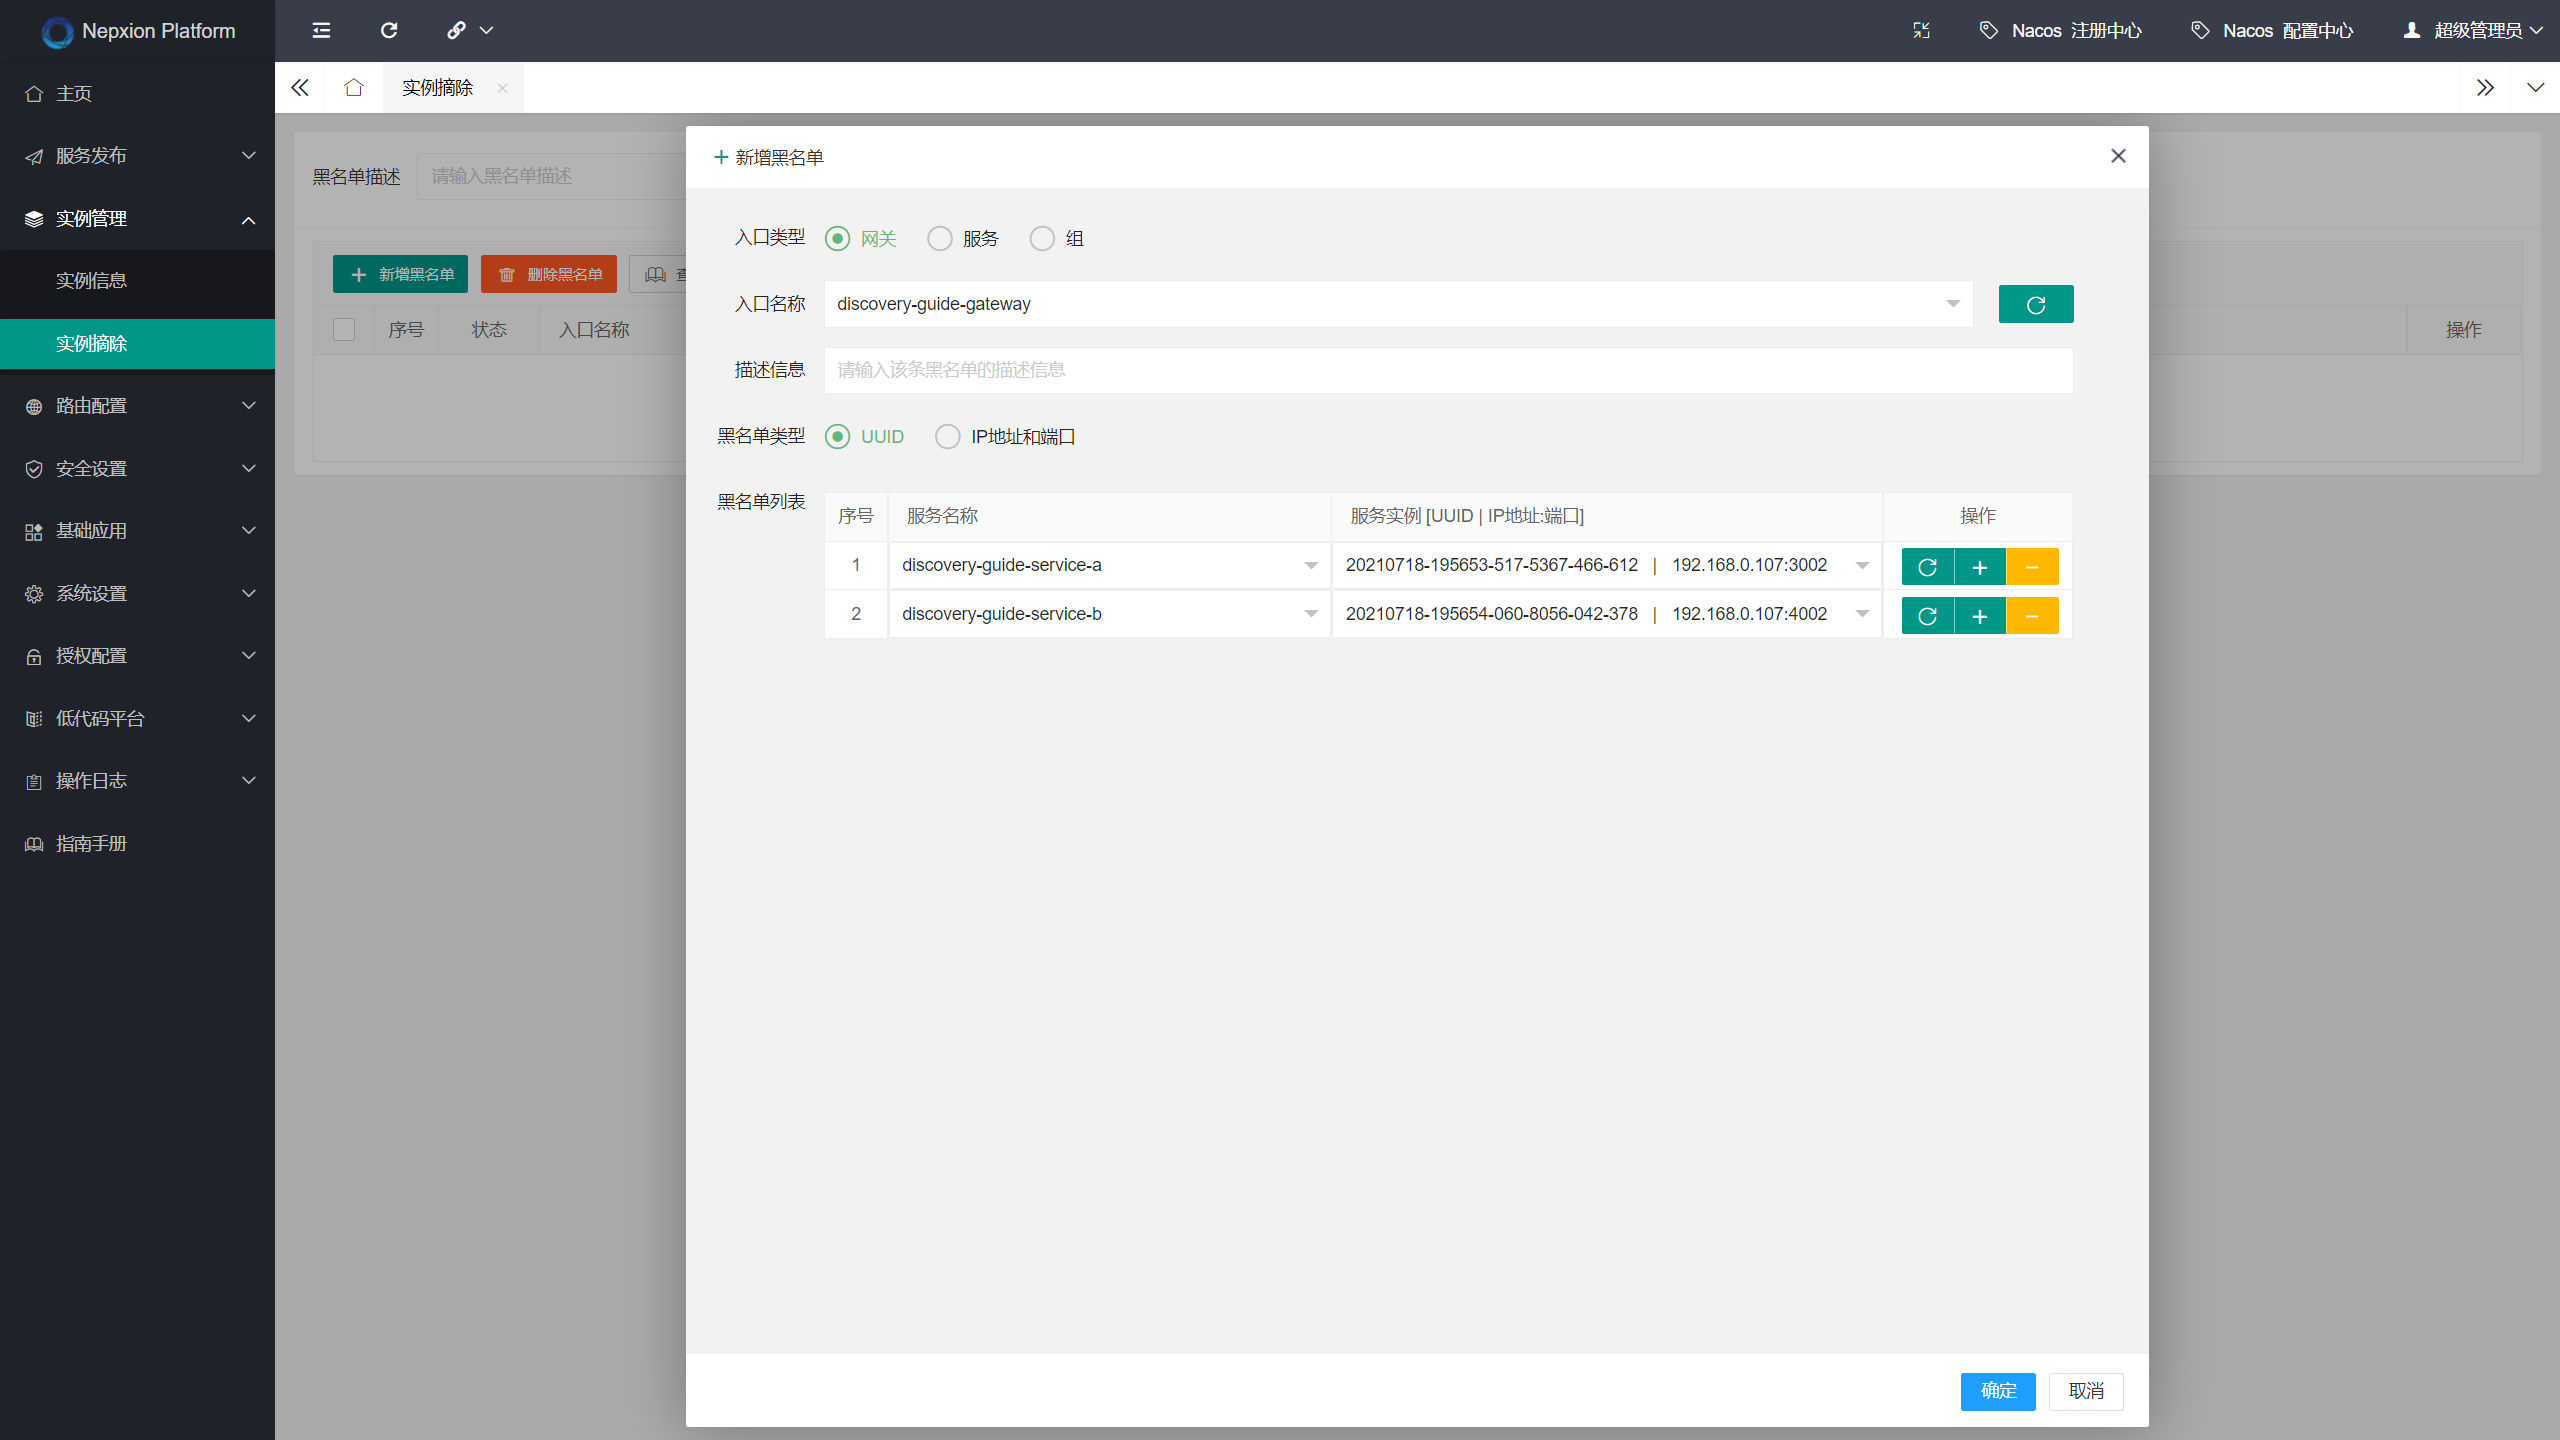 Nepxion Platform
Nacos 注册中心
Nacos 配置中心
超级管理员
主页
服务发布
实例管理
实例信息
实例摘除
路由配置
安全设置
基础应用
系统设置
授权配置
低代码平台
操作日志
指南手册
实例摘除
黑名单描述 请输入黑名单描述
新增黑名单 删除黑名单 查
序号 状态 入口名称 操作
新增黑名单
入口类型 网关 服务 组
入口名称 discovery-guide-gateway
描述信息 请输入该条黑名单的描述信息
黑名单类型 UUID IP地址和端口
黑名单列表 序号 服务名称 服务实例 [UUID | IP地址:端口] 操作
1 discovery-guide-service-a 20210718-195653-517-5367-466-612 | 192.168.0.107:3002
2 discovery-guide-service-b 20210718-195654-060-8056-042-378 | 192.168.0.107:4002
确定 取消